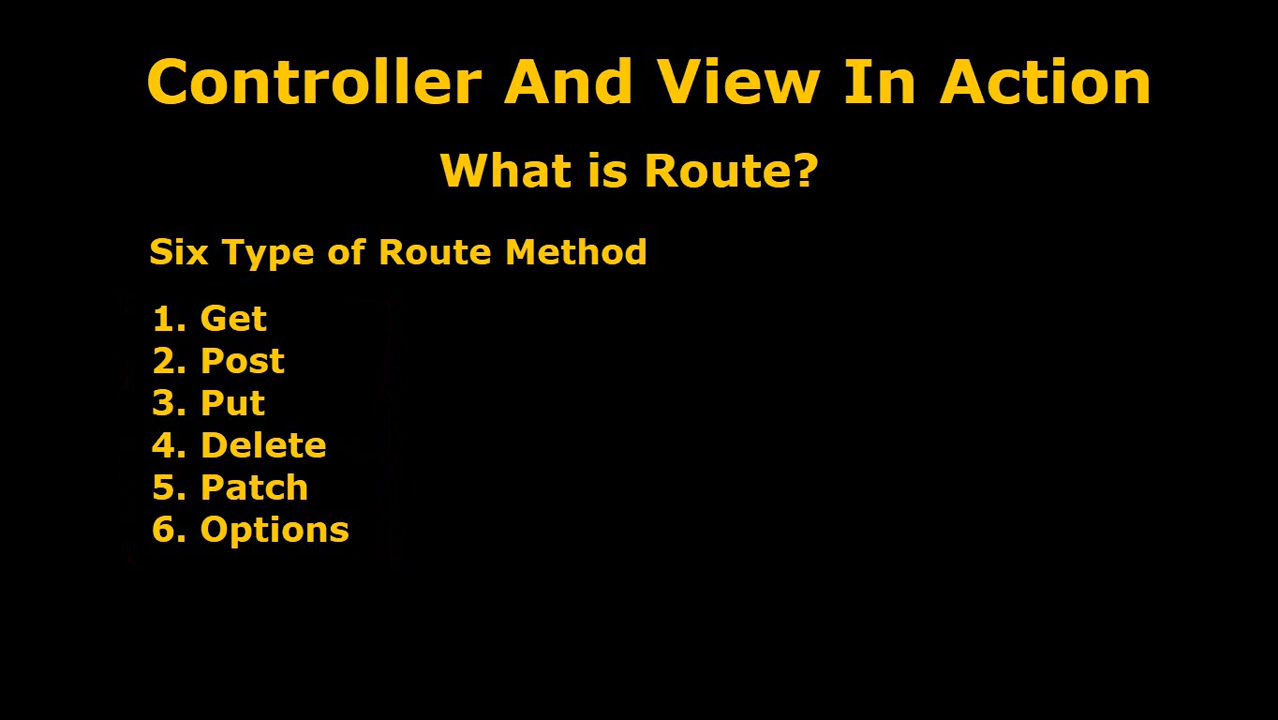 Controller And View In Action
What is Route?
Six Type of Route Method
1. Get
2. Post
3. Put
4. Delete
5. Patch
6. Options